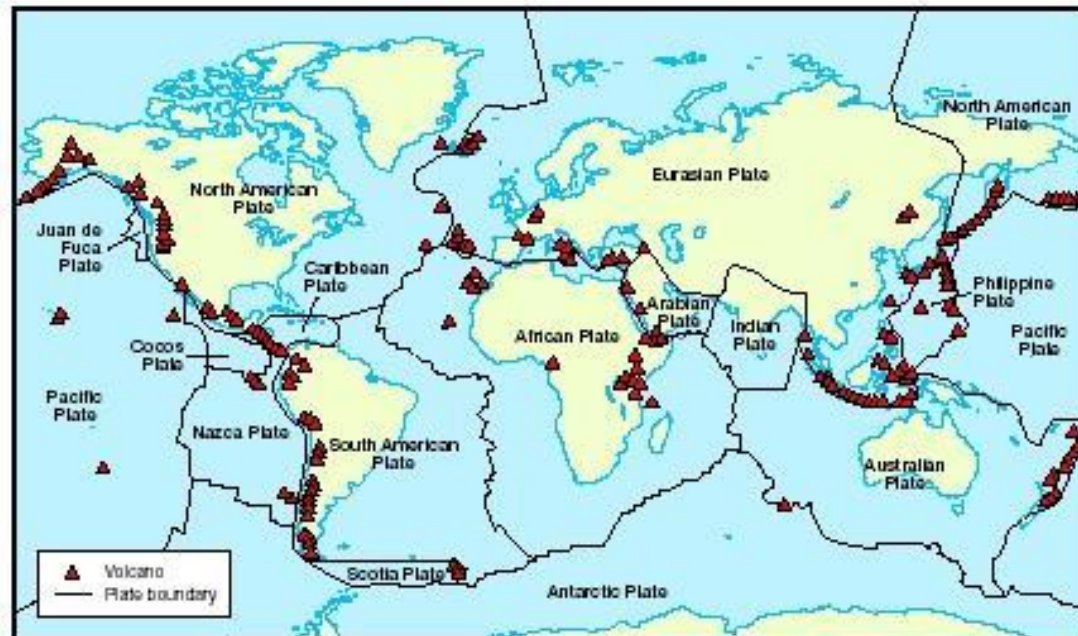 North American
Plate
Eurasian Plate
North American
Plate
Juan de
Fuca
Plate
Caribbean
Plate
Philippine
Plate
Arabian
Plate
African Plate
Indian
Plate
Pacific
Plate
Cocos
Plate
Pacific
Plate
Nazca Plate
South American
Plate
Australian
Plate
Volcano
Plate boundary
Scotia Plate
Antarctic Plate